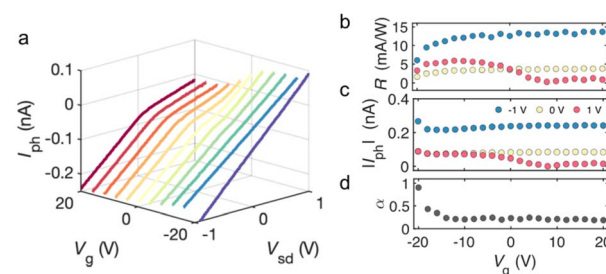 a
0.1
0
-0.1
-0.2
I_ph (nA)
20
0
-20
V_g (V)
-1
0
1
V_sd (V)
b
15
10
5
0
R (mA/W)
c
0.4
0.2
0
|I_ph| (nA)
-1 V 0 V 1 V
d
1
0.5
0
α
-20 -10 0 10 20
V_g (V)